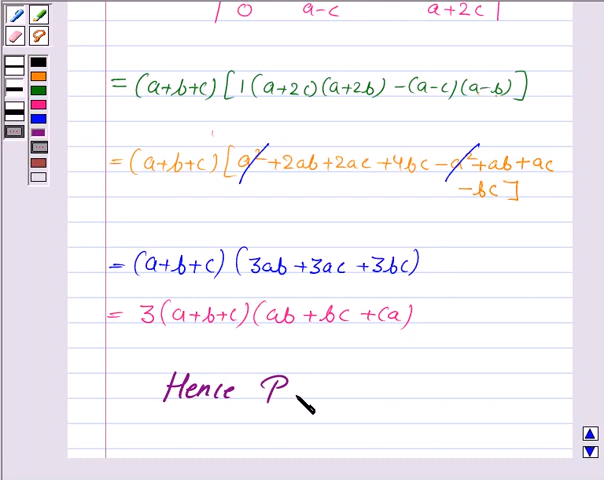 | 0 a-c a+2c |
= (a+b+c) [1(a+2c)(a+2b) -(a-c)(a-b)]
= (a+b+c) [a² +2ab+2ac+4bc-a²+ab+ac
-bc]
= (a+b+c) (3ab+3ac+3bc)
= 3(a+b+c)(ab+bc+ca)
Hence P